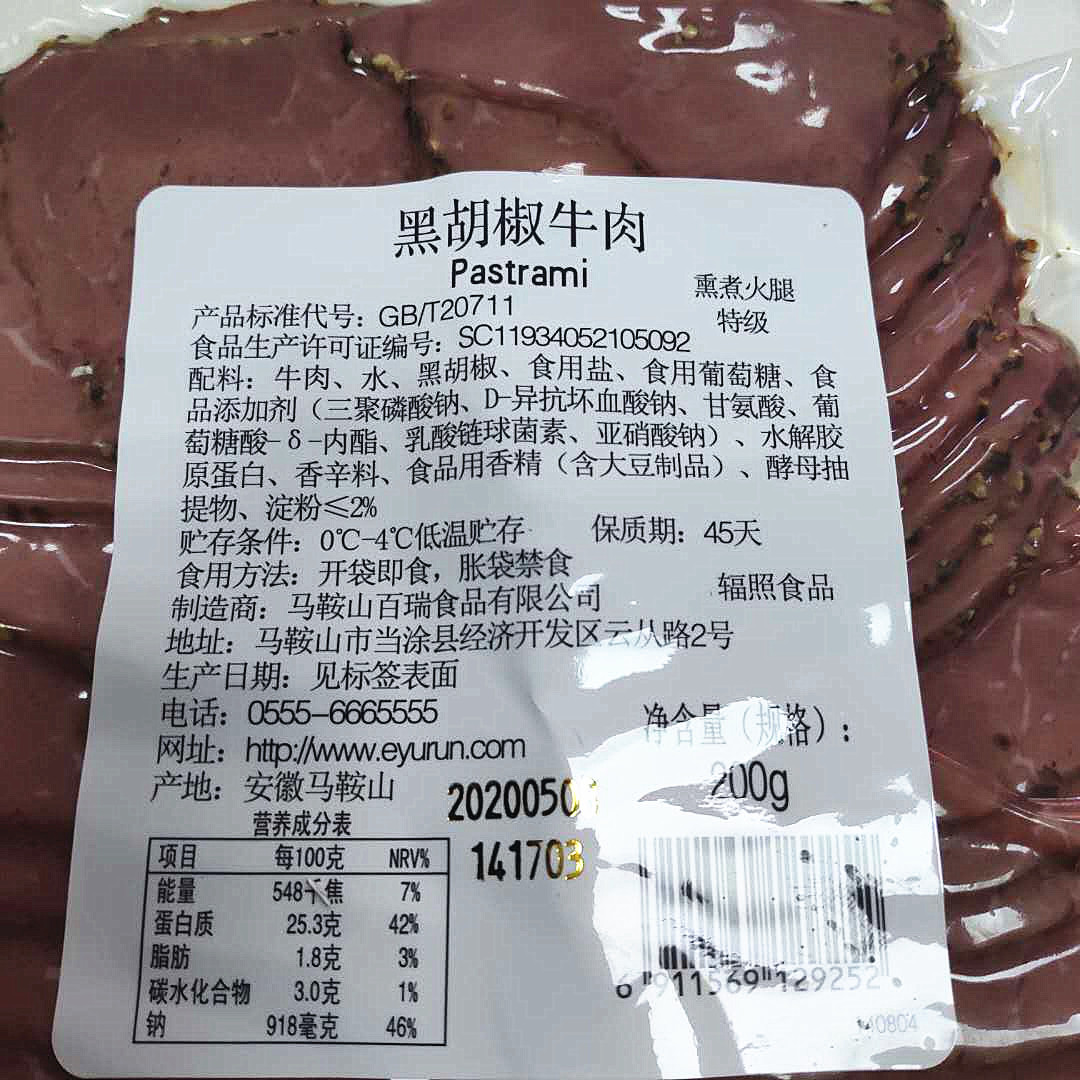 黑胡椒牛肉
Pastrami
熏煮火腿
特级
产品标准代号：GB/T20711
食品生产许可证编号：SC11934052105092
配料：牛肉、水、黑胡椒、食用盐、食用葡萄糖、食
品添加剂（三聚磷酸钠、D-异抗坏血酸钠、甘氨酸、葡
萄糖酸-δ-内酯、乳酸链球菌素、亚硝酸钠）、水解胶
原蛋白、香辛料、食品用香精（含大豆制品）、酵母抽
提物、淀粉≤2%
贮存条件：0℃-4℃低温贮存 保质期：45天
食用方法：开袋即食，胀袋禁食
辐照食品
制造商：马鞍山百瑞食品有限公司
地址：马鞍山市当涂县经济开发区云从路2号
生产日期：见标签表面
电话：0555-6665555
网址：http://www.eyurun.com
产地：安徽马鞍山
净含量（规格）：
200g
2020050
141703
营养成分表
项目 每100克 NRV%
能量 548千焦 7%
蛋白质 25.3克 42%
脂肪 1.8克 3%
碳水化合物 3.0克 1%
钠 918毫克 46%
6 911569 129252
40804